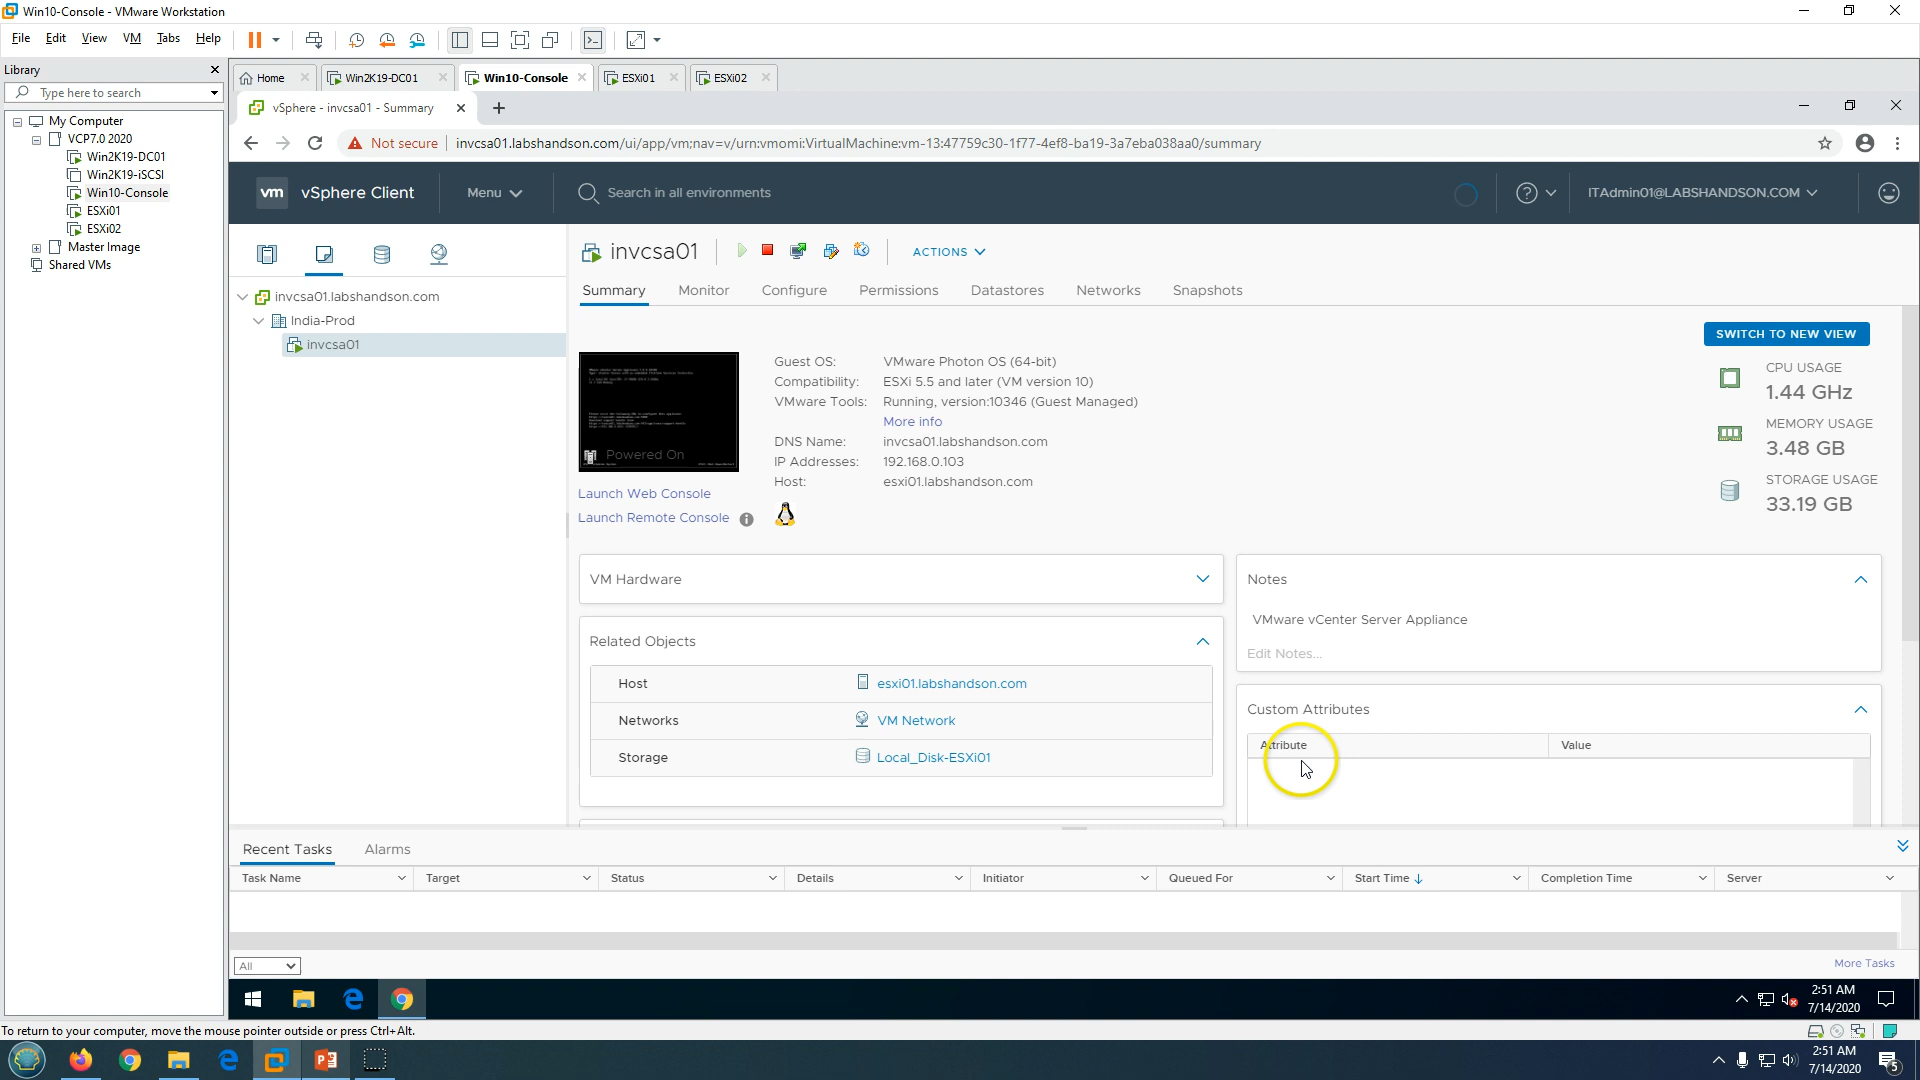 Win10-Console - VMware Workstation
File Edit View VM Tabs Help
Library
Type here to search
My Computer
VCP7.0 2020
Win2K19-DC01
Win2K19-iSCSI
Win10-Console
ESXi01
ESXi02
Master Image
Shared VMs
Home Win2K19-DC01 Win10-Console ESXi01 ESXi02
vSphere - invcsa01 - Summary
Not secure invcsa01.labshandson.com/ui/app/vm;nav=v/urn:vmomi:VirtualMachine:vm-13:47759c30-1f77-4ef8-ba19-3a7eba038aa0/summary
vm vSphere Client Menu Search in all environments ITAdmin01@LABSHANDSON.COM
invcsa01.labshandson.com
India-Prod
invcsa01
invcsa01 ACTIONS
Summary Monitor Configure Permissions Datastores Networks Snapshots
SWITCH TO NEW VIEW
Powered On
Launch Web Console
Launch Remote Console
Guest OS: VMware Photon OS (64-bit)
Compatibility: ESXi 5.5 and later (VM version 10)
VMware Tools: Running, version:10346 (Guest Managed)
More info
DNS Name: invcsa01.labshandson.com
IP Addresses: 192.168.0.103
Host: esxi01.labshandson.com
CPU USAGE
1.44 GHz
MEMORY USAGE
3.48 GB
STORAGE USAGE
33.19 GB
VM Hardware
Related Objects
Host esxi01.labshandson.com
Networks VM Network
Storage Local_Disk-ESXi01
Notes
VMware vCenter Server Appliance
Edit Notes...
Custom Attributes
Attribute Value
Recent Tasks Alarms
Task Name Target Status Details Initiator Queued For Start Time Completion Time Server
All
More Tasks
2:51 AM
7/14/2020
To return to your computer, move the mouse pointer outside or press Ctrl+Alt.
2:51 AM
7/14/2020
5